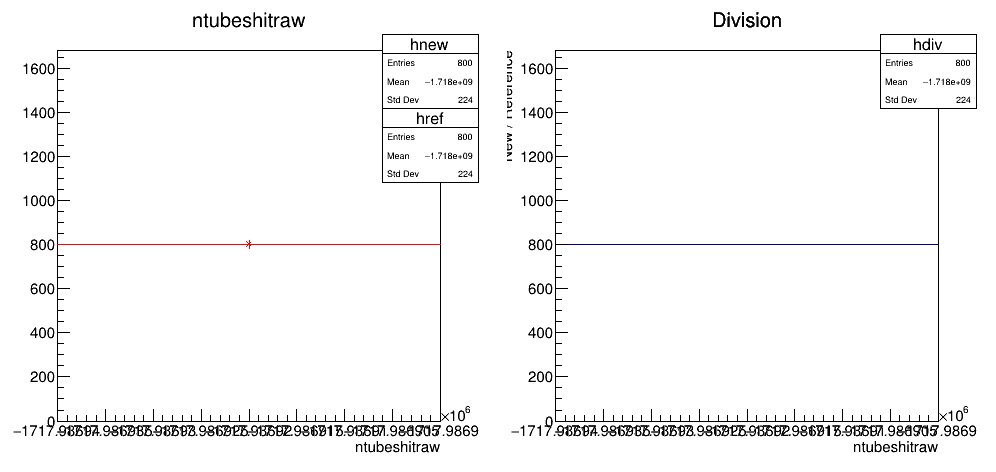 ntubeshitraw
hnew
Entries 800
Mean −1.718e+09
Std Dev 224
href
Entries 800
Mean −1.718e+09
Std Dev 224
1600
1400
1200
1000
800
600
400
200
0
×10⁶
ntubeshitraw
Division
hdiv
Entries 800
Mean −1.718e+09
Std Dev 224
New / Reference
1600
1400
1200
1000
800
600
400
200
0
×10⁶
ntubeshitraw